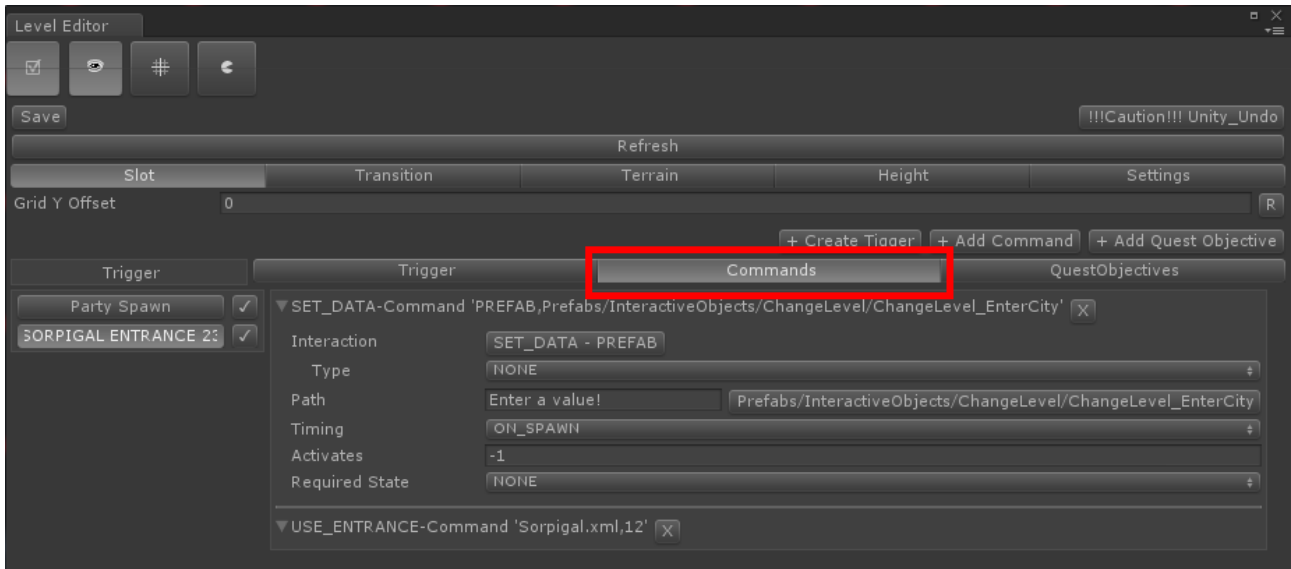 Level Editor
Save !!!Caution!!! Unity_Undo
Refresh
Slot Transition Terrain Height Settings
Grid Y Offset 0 R
+ Create Tigger + Add Command + Add Quest Objective
Trigger Trigger Commands QuestObjectives
Party Spawn ✓ SET_DATA-Command 'PREFAB,Prefabs/InteractiveObjects/ChangeLevel/ChangeLevel_EnterCity' X
SORPIGAL ENTRANCE 23 ✓ Interaction SET_DATA - PREFAB
Type NONE
Path Enter a value! Prefabs/InteractiveObjects/ChangeLevel/ChangeLevel_EnterCity
Timing ON_SPAWN
Activates -1
Required State NONE
USE_ENTRANCE-Command 'Sorpigal.xml,12' X